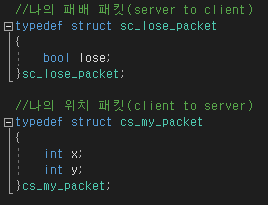 //나의 패배 패킷(server to client)
typedef struct sc_lose_packet
{
    bool lose;
}sc_lose_packet;

//나의 위치 패킷(client to server)
typedef struct cs_my_packet
{
    int x;
    int y;
}cs_my_packet;